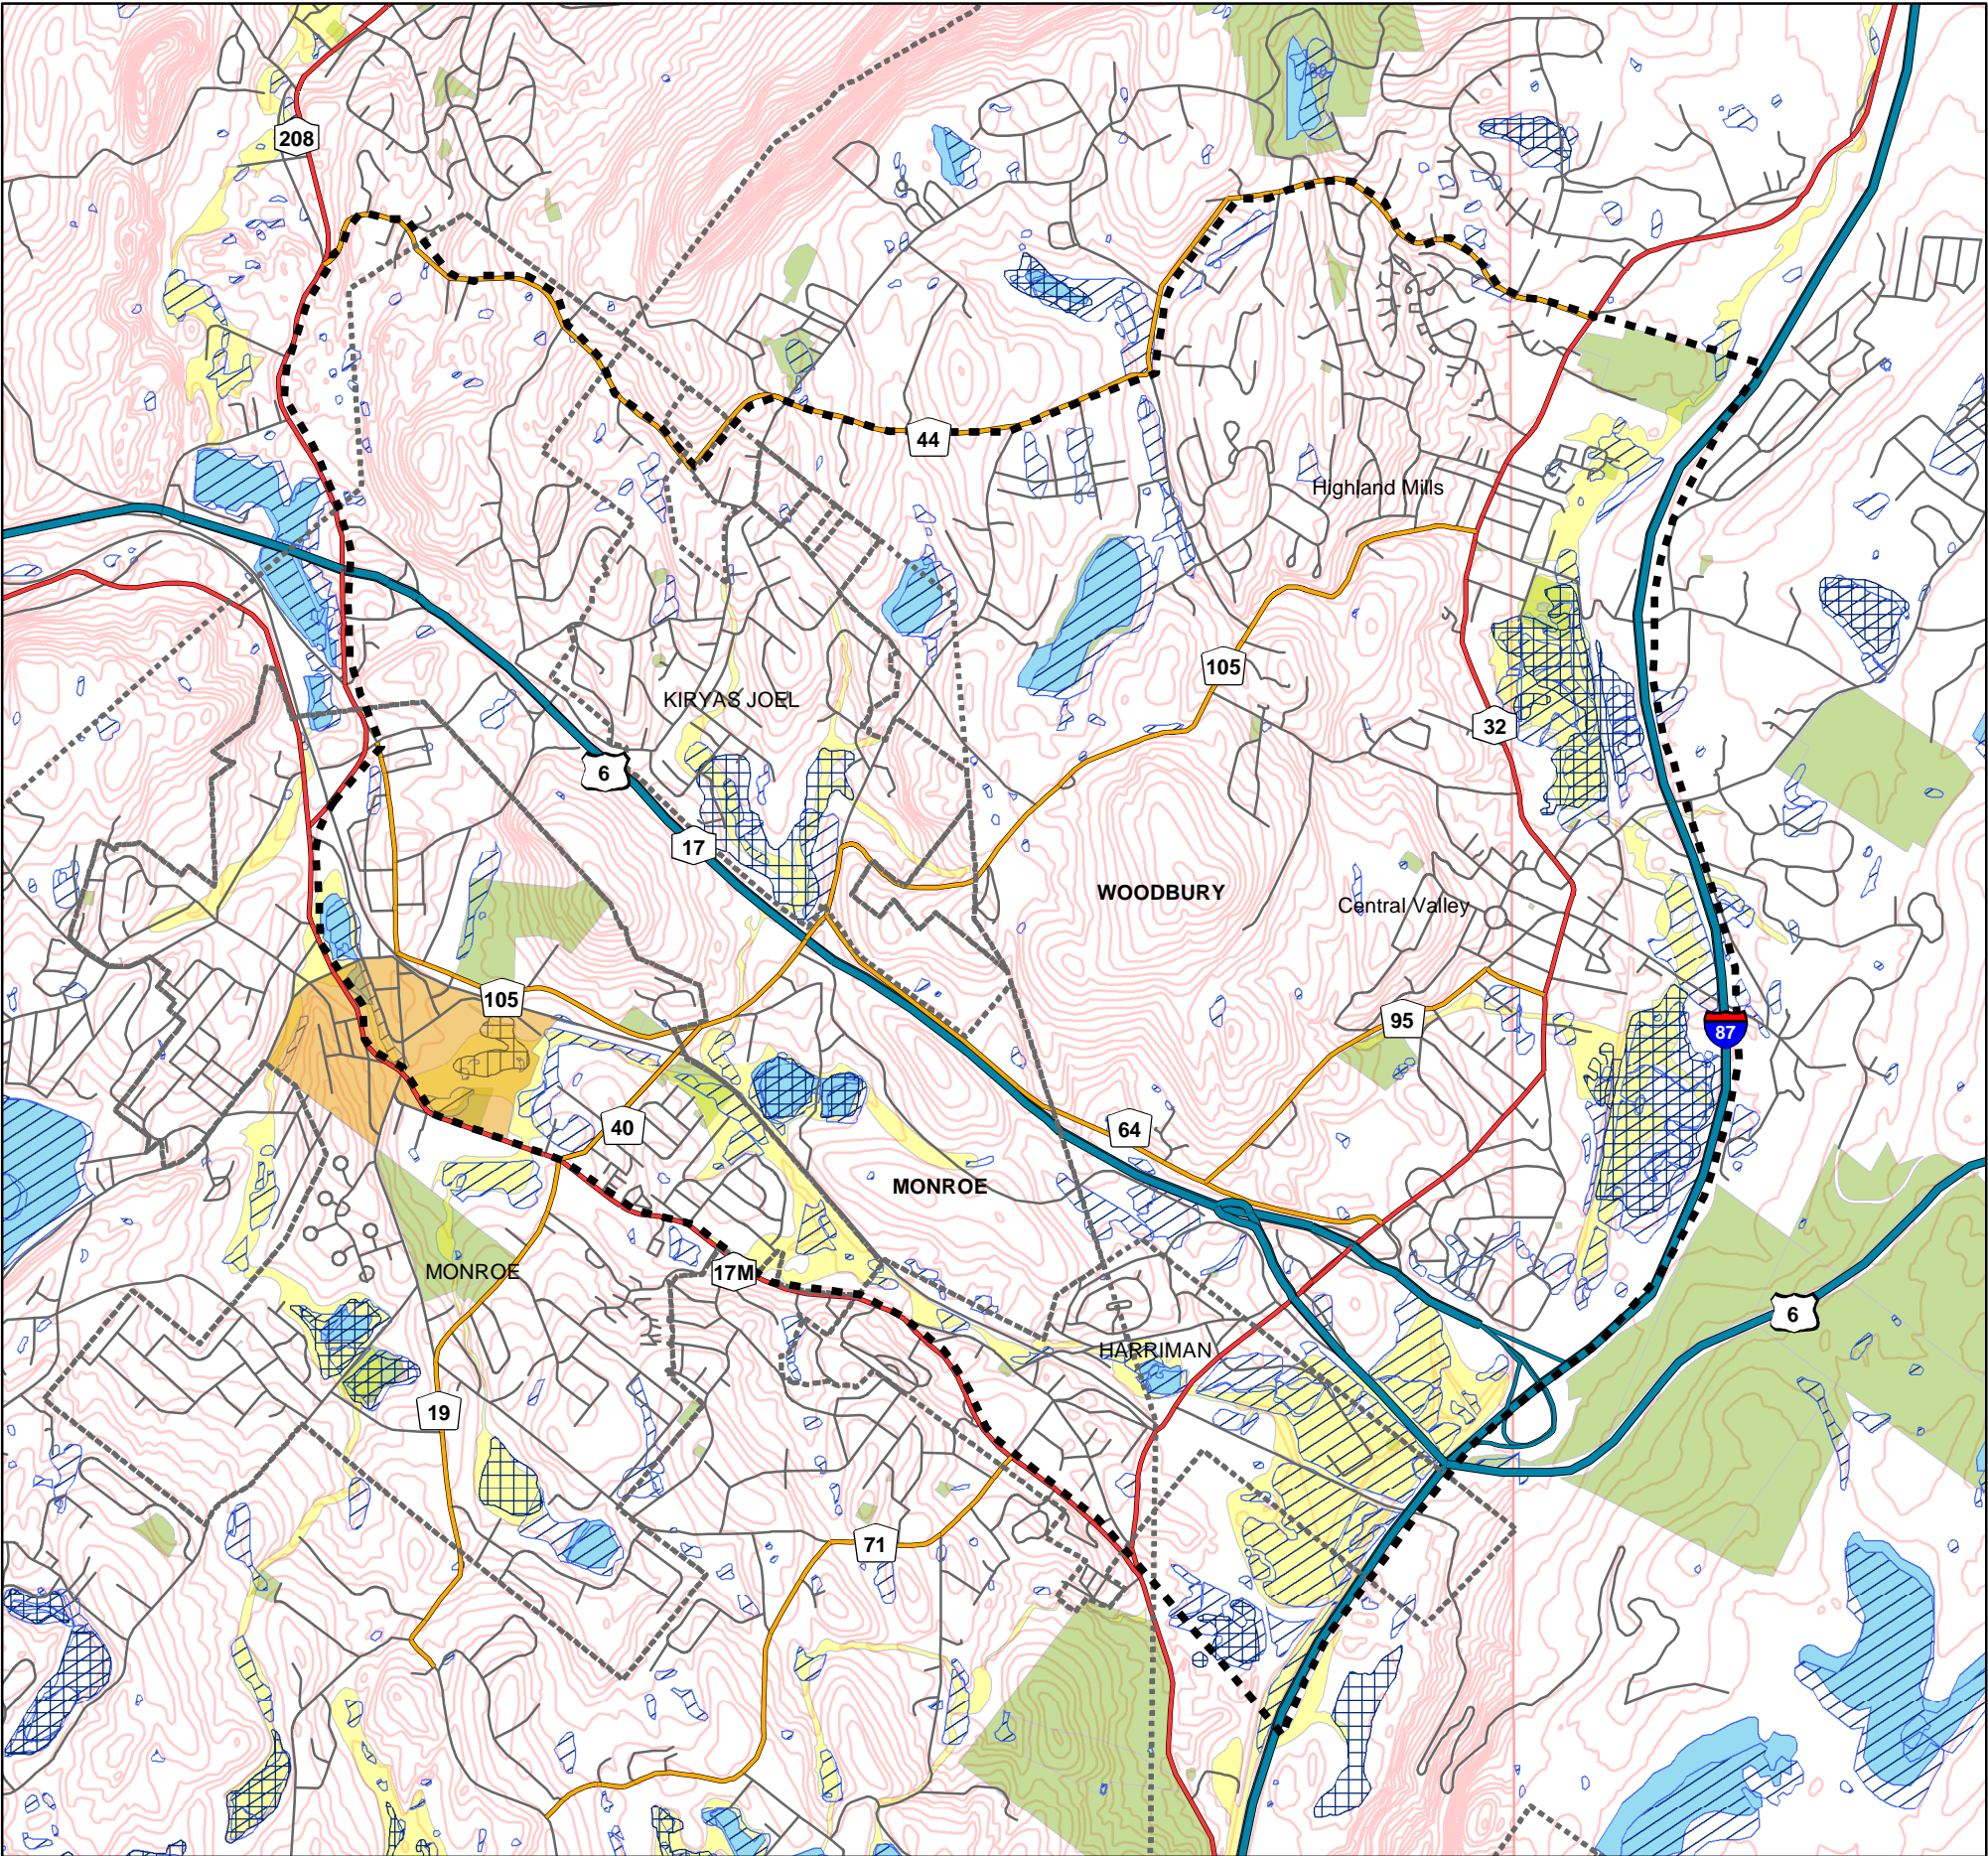 208
44
Highland Mills
105
KIRYAS JOEL
32
6
17
WOODBURY
Central Valley
105
95
87
40
64
MONROE
MONROE
17M
6
HARRIMAN
19
71